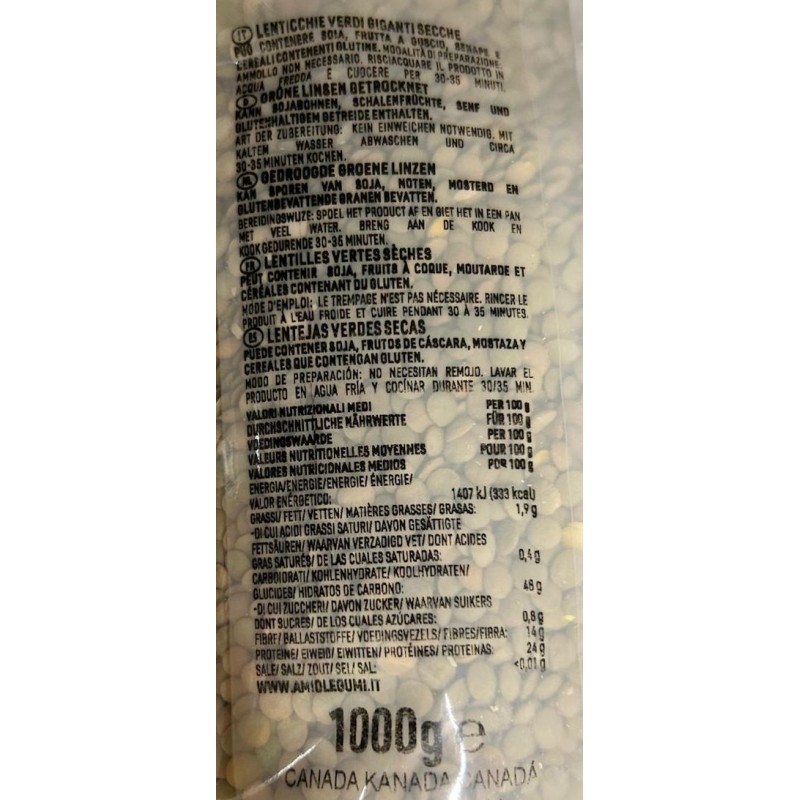 IT LENTICCHIE VERDI GIGANTI SECCHE
PUÒ CONTENERE SOIA, FRUTTA A GUSCIO, SENAPE E
CEREALI CONTENENTI GLUTINE. MODALITÀ DI PREPARAZIONE:
AMMOLLO NON NECESSARIO. RISCIACQUARE IL PRODOTTO IN
ACQUA FREDDA E CUOCERE PER 30-35 MINUTI.
D GRÜNE LINSEN GETROCKNET
KANN SOJABOHNEN, SCHALENFRÜCHTE, SENF UND
GLUTENHALTIGEM GETREIDE ENTHALTEN.
ART DER ZUBEREITUNG: KEIN EINWEICHEN NOTWENDIG. MIT
KALTEM WASSER ABWASCHEN UND CIRCA
30-35 MINUTEN KOCHEN.
NL GEDROOGDE GROENE LINZEN
KAN SPOREN VAN SOJA, NOTEN, MOSTERD EN
GLUTENBEVATTENDE GRANEN BEVATTEN.
BEREIDINGSWIJZE: SPOEL HET PRODUCT AF EN GIET HET IN EEN PAN
MET VEEL WATER. BRENG AAN DE KOOK EN
KOOK GEDURENDE 30-35 MINUTEN.
FR LENTILLES VERTES SÈCHES
PEUT CONTENIR SOJA, FRUITS À COQUE, MOUTARDE ET
CÉRÉALES CONTENANT DU GLUTEN.
MODE D'EMPLOI: LE TREMPAGE N'EST PAS NÉCESSAIRE. RINCER LE
PRODUIT À L'EAU FROIDE ET CUIRE PENDANT 30 À 35 MINUTES.
ES LENTEJAS VERDES SECAS
PUEDE CONTENER SOJA, FRUTOS DE CÁSCARA, MOSTAZA Y
CEREALES QUE CONTENGAN GLUTEN.
MODO DE PREPARACIÓN: NO NECESITAN REMOJO. LAVAR EL
PRODUCTO EN AGUA FRÍA Y COCÍNAR DURANTE 30/35 MIN.
VALORI NUTRIZIONALI MEDI PER 100 g
DURCHSCHNITTLICHE NÄHRWERTE FÜR 100 g
VOEDINGSWAARDE PER 100 g
VALEURS NUTRITIONELLES MOYENNES POUR 100 g
VALORES NUTRICIONALES MEDIOS POR 100 g
ENERGIA/ENERGIE/ENERGIE/ ÉNERGIE/
VALOR ENÉRGETICO: 1407 kJ (333 kcal)
GRASSI/ FETT/ VETTEN/ MATIÈRES GRASSES/ GRASAS: 1,9 g
-DI CUI ACIDI GRASSI SATURI/ DAVON GESÄTTIGTE
FETTSÄUREN/ WAARVAN VERZADIGD VET/ DONT ACIDES
GRAS SATURÉS/ DE LAS CUALES SATURADAS: 0,4 g
CARBOIDRATI/ KOHLENHYDRATE/ KOOLHYDRATEN/
GLUCIDES/ HIDRATOS DE CARBONO: 48 g
-DI CUI ZUCCHERI/ DAVON ZUCKER/ WAARVAN SUIKERS
DONT SUCRES/ DE LOS CUALES AZÚCARES: 0,8 g
FIBRE/ BALLASTSTOFFE/ VOEDINGSVEZELS/ FIBRES/FIBRA: 14 g
PROTEINE/ EIWEIß/ EIWITTEN/ PROTÉINES/ PROTEINAS: 24 g
SALE/ SALZ/ ZOUT/ SEL/ SAL: <0,01 g
WWW.AMIOLEGUMI.IT
1000g e
CANADA KANADA CANADÁ